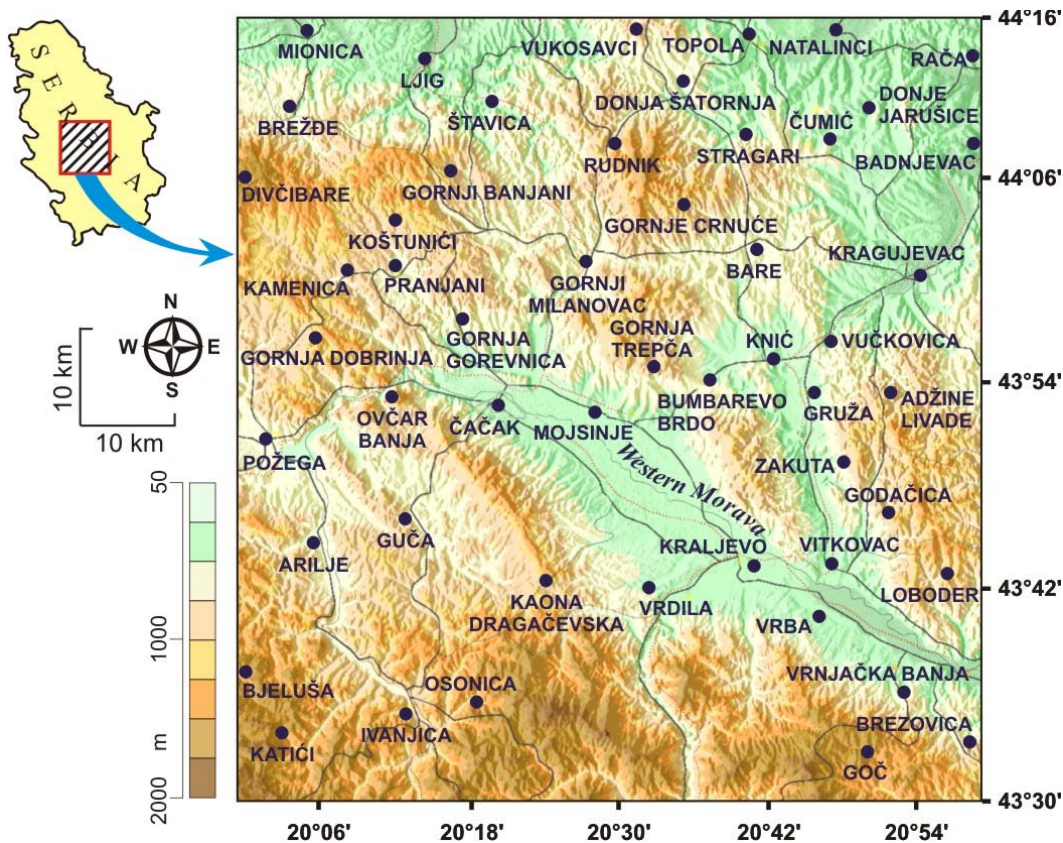 SERBIA
N
W E
S
10 km
10 km
50
1000
m
2000
MIONICA
VUKOSAVCI
TOPOLA
NATALINCI
RAČA
LJIG
BREŽĐE
ŠTAVICA
DONJA ŠATORNJA
DONJE
JARUŠICE
ČUMIĆ
RUDNIK
STRAGARI
BADNJEVAC
DIVČIBARE
GORNJI BANJANI
KOŠTUNIĆI
GORNJE CRNUĆE
KAMENICA
PRANJANI
GORNJI
MILANOVAC
BARE
KRAGUJEVAC
GORNJA DOBRINJA
GORNJA
GOREVNICA
GORNJA
TREPČA
KNIĆ
VUČKOVICA
OVČAR
BANJA
ČAČAK
MOJSINJE
BUMBAREVO
BRDO
GRUŽA
ADŽINE
LIVADE
POŽEGA
Western Morava
ZAKUTA
GODAČICA
GUČA
ARILJE
KRALJEVO
VITKOVAC
KAONA
DRAGAČEVSKA
VRDILA
LOBODER
VRBA
BJELUŠA
OSONICA
VRNJAČKA BANJA
KATIĆI
IVANJICA
BREZOVICA
GOČ
44°16'
44°06'
43°54'
43°42'
43°30'
20°06' 20°18' 20°30' 20°42' 20°54'